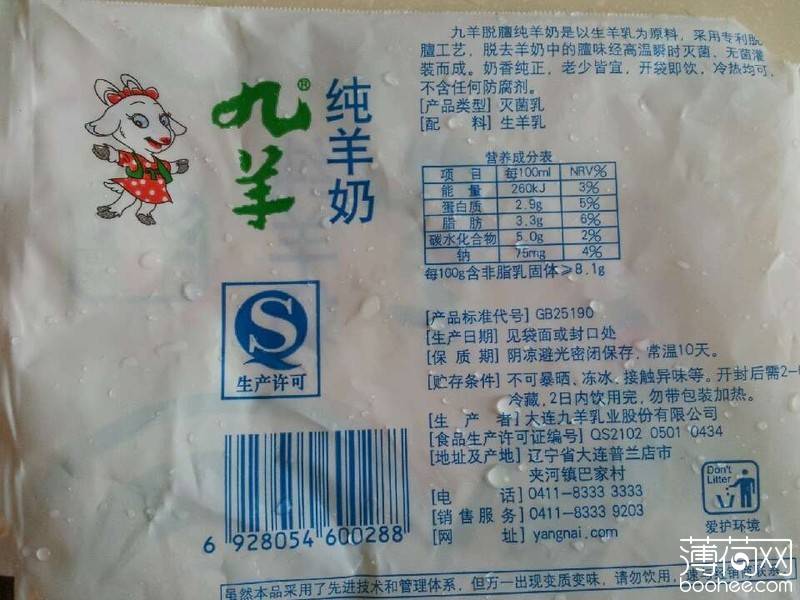 九羊脱膻纯羊奶是以生羊乳为原料，采用专利脱
膻工艺，脱去羊奶中的膻味经高温瞬时灭菌、无菌灌
装而成。奶香纯正，老少皆宜，开袋即饮，冷热均可，
不含任何防腐剂。
[产品类型] 灭菌乳
[配 料] 生羊乳
九羊®
纯羊奶
营养成分表
项 目 每100ml NRV%
能 量 260kJ 3%
蛋白质 2.9g 5%
脂 肪 3.3g 6%
碳水化合物 5.0g 2%
钠 75mg 4%
每100g含非脂乳固体≥8.1g
生产许可
[产品标准代号] GB25190
[生产日期] 见袋面或封口处
[保 质 期] 阴凉避光密闭保存，常温10天。
[贮存条件] 不可暴晒、冻冰、接触异味等。开封后需2-
冷藏，2日内饮用完，勿带包装加热。
[生 产 者] 大连九羊乳业股份有限公司
[食品生产许可证编号] QS2102 0501 0434
[地址及产地] 辽宁省大连普兰店市
夹河镇巴家村
[电 话] 0411-8333 3333
[销售服务] 0411-8333 9203
[网 址] yangnai.com
Don't
Litter
爱护环境
6 928054 600288
虽然本品采用了先进技术和管理体系，但万一出现变质变味，请勿饮用，
薄荷网
boohee.com